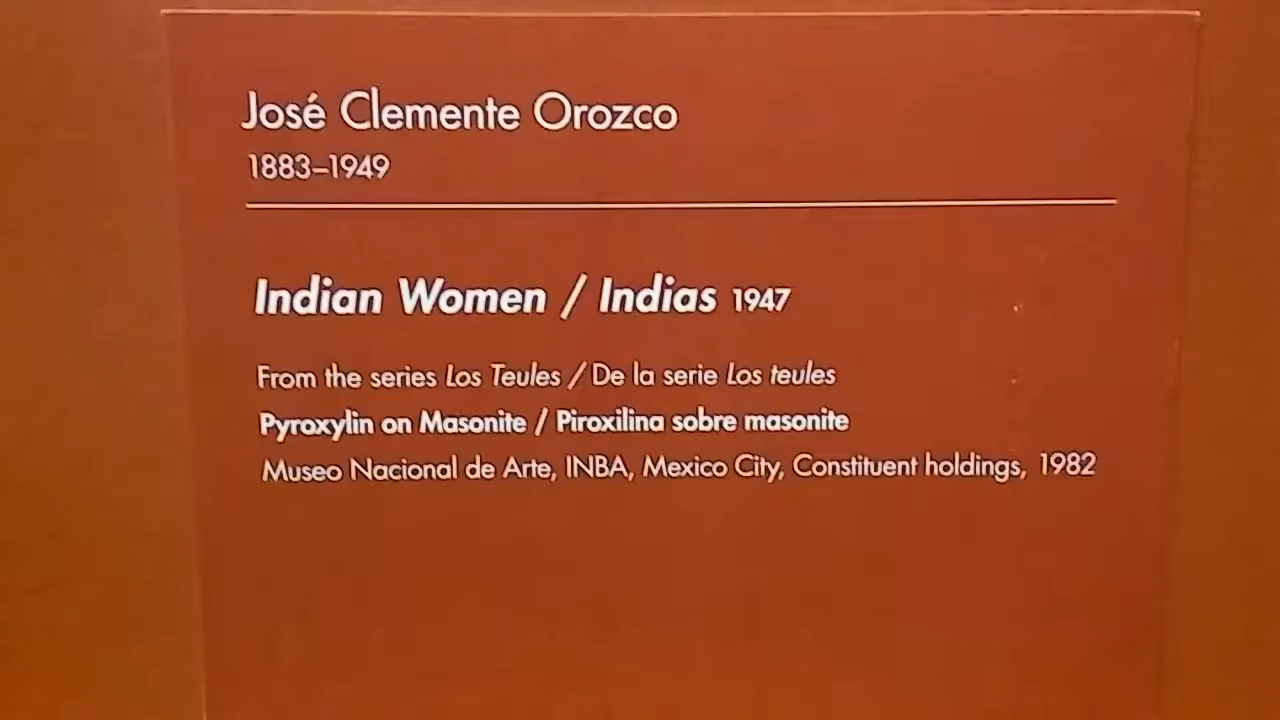 José Clemente Orozco
1883–1949
Indian Women / Indias 1947
From the series Los Teules / De la serie Los teules
Pyroxylin on Masonite / Piroxilina sobre masonite
Museo Nacional de Arte, INBA, Mexico City, Constituent holdings, 1982